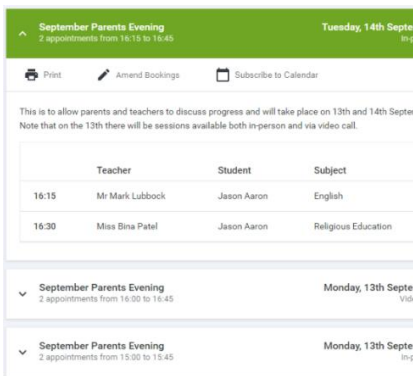 September Parents Evening Tuesday, 14th Septe
2 appointments from 16:15 to 16:45 In-p
Print Amend Bookings Subscribe to Calendar
This is to allow parents and teachers to discuss progress and will take place on 13th and 14th Septe
Note that on the 13th there will be sessions available both in-person and via video call.
Teacher Student Subject
16:15 Mr Mark Lubbock Jason Aaron English
16:30 Miss Bina Patel Jason Aaron Religious Education
September Parents Evening Monday, 13th Septe
2 appointments from 16:00 to 16:45 Vide
September Parents Evening Monday, 13th Septe
2 appointments from 15:00 to 15:45 In-p